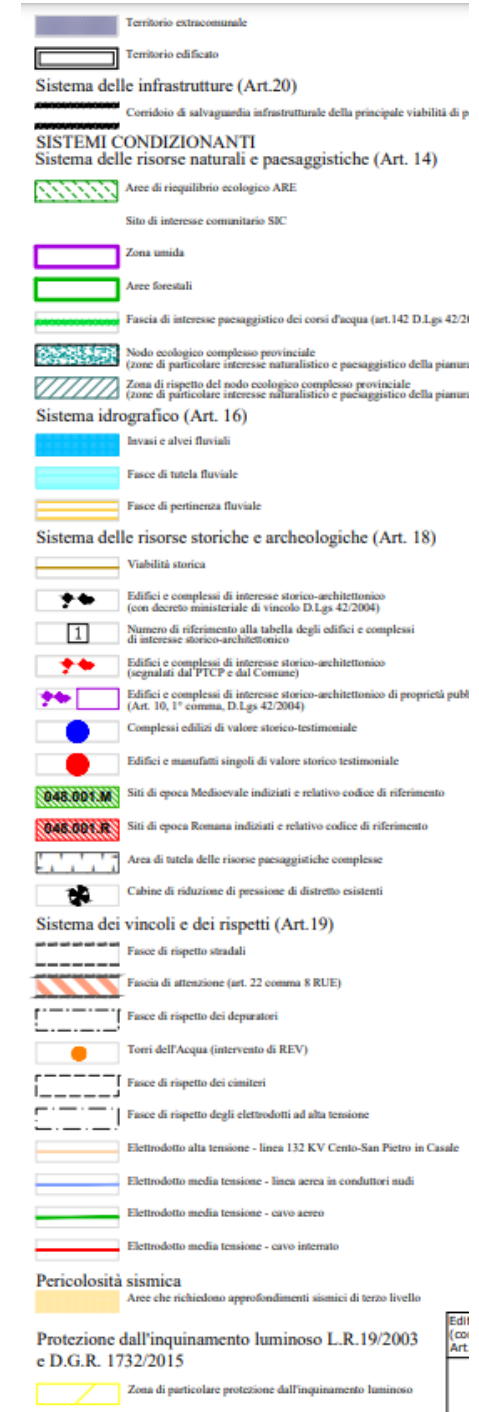 Territorio extracomunale
Territorio edificato
Sistema delle infrastrutture (Art.20)
Corridoio di salvaguardia infrastrutturale della principale viabilità di p
SISTEMI CONDIZIONANTI
Sistema delle risorse naturali e paesaggistiche (Art. 14)
Aree di riequilibrio ecologico ARE
Sito di interesse comunitario SIC
Zona umida
Aree forestali
Fascia di interesse paesaggistico dei corsi d'acqua (art.142 D.Lgs 42/2
Nodo ecologico complesso provinciale
(zone di particolare interesse naturalistico e paesaggistico della pianura
Zona di rispetto del nodo ecologico complesso provinciale
(zone di particolare interesse naturalistico e paesaggistico della pianura
Sistema idrografico (Art. 16)
Invasi e alvei fluviali
Fasce di tutela fluviale
Fasce di pertinenza fluviale
Sistema delle risorse storiche e archeologiche (Art. 18)
Viabilità storica
Edifici e complessi di interesse storico-architettonico
(con decreto ministeriale di vincolo D.Lgs 42/2004)
1 Numero di riferimento alla tabella degli edifici e complessi
di interesse storico-architettonico
Edifici e complessi di interesse storico-architettonico
(segnalati dal PTCP e dal Comune)
Edifici e complessi di interesse storico-architettonico di proprietà pubb
(Art. 10, 1° comma, D.Lgs 42/2004)
Complessi edilizi di valore storico-testimoniale
Edifici e manufatti singoli di valore storico testimoniale
048.001.M Siti di epoca Medioevale indiziati e relativo codice di riferimento
048.001.R Siti di epoca Romana indiziati e relativo codice di riferimento
Area di tutela delle risorse paesaggistiche complesse
Cabine di riduzione di pressione di distretto esistenti
Sistema dei vincoli e dei rispetti (Art.19)
Fasce di rispetto stradali
Fascia di attenzione (art. 22 comma 8 RUE)
Fasce di rispetto dei depuratori
Torri dell'Acqua (intervento di REV)
Fasce di rispetto dei cimiteri
Fasce di rispetto degli elettrodotti ad alta tensione
Elettrodotto alta tensione - linea 132 KV Cento-San Pietro in Casale
Elettrodotto media tensione - linea aerea in conduttori nudi
Elettrodotto media tensione - cavo aereo
Elettrodotto media tensione - cavo interrato
Pericolosità sismica
Aree che richiedono approfondimenti sismici di terzo livello
Protezione dall'inquinamento luminoso L.R.19/2003
e D.G.R. 1732/2015
Zona di particolare protezione dall'inquinamento luminoso
Edif
(co
Art